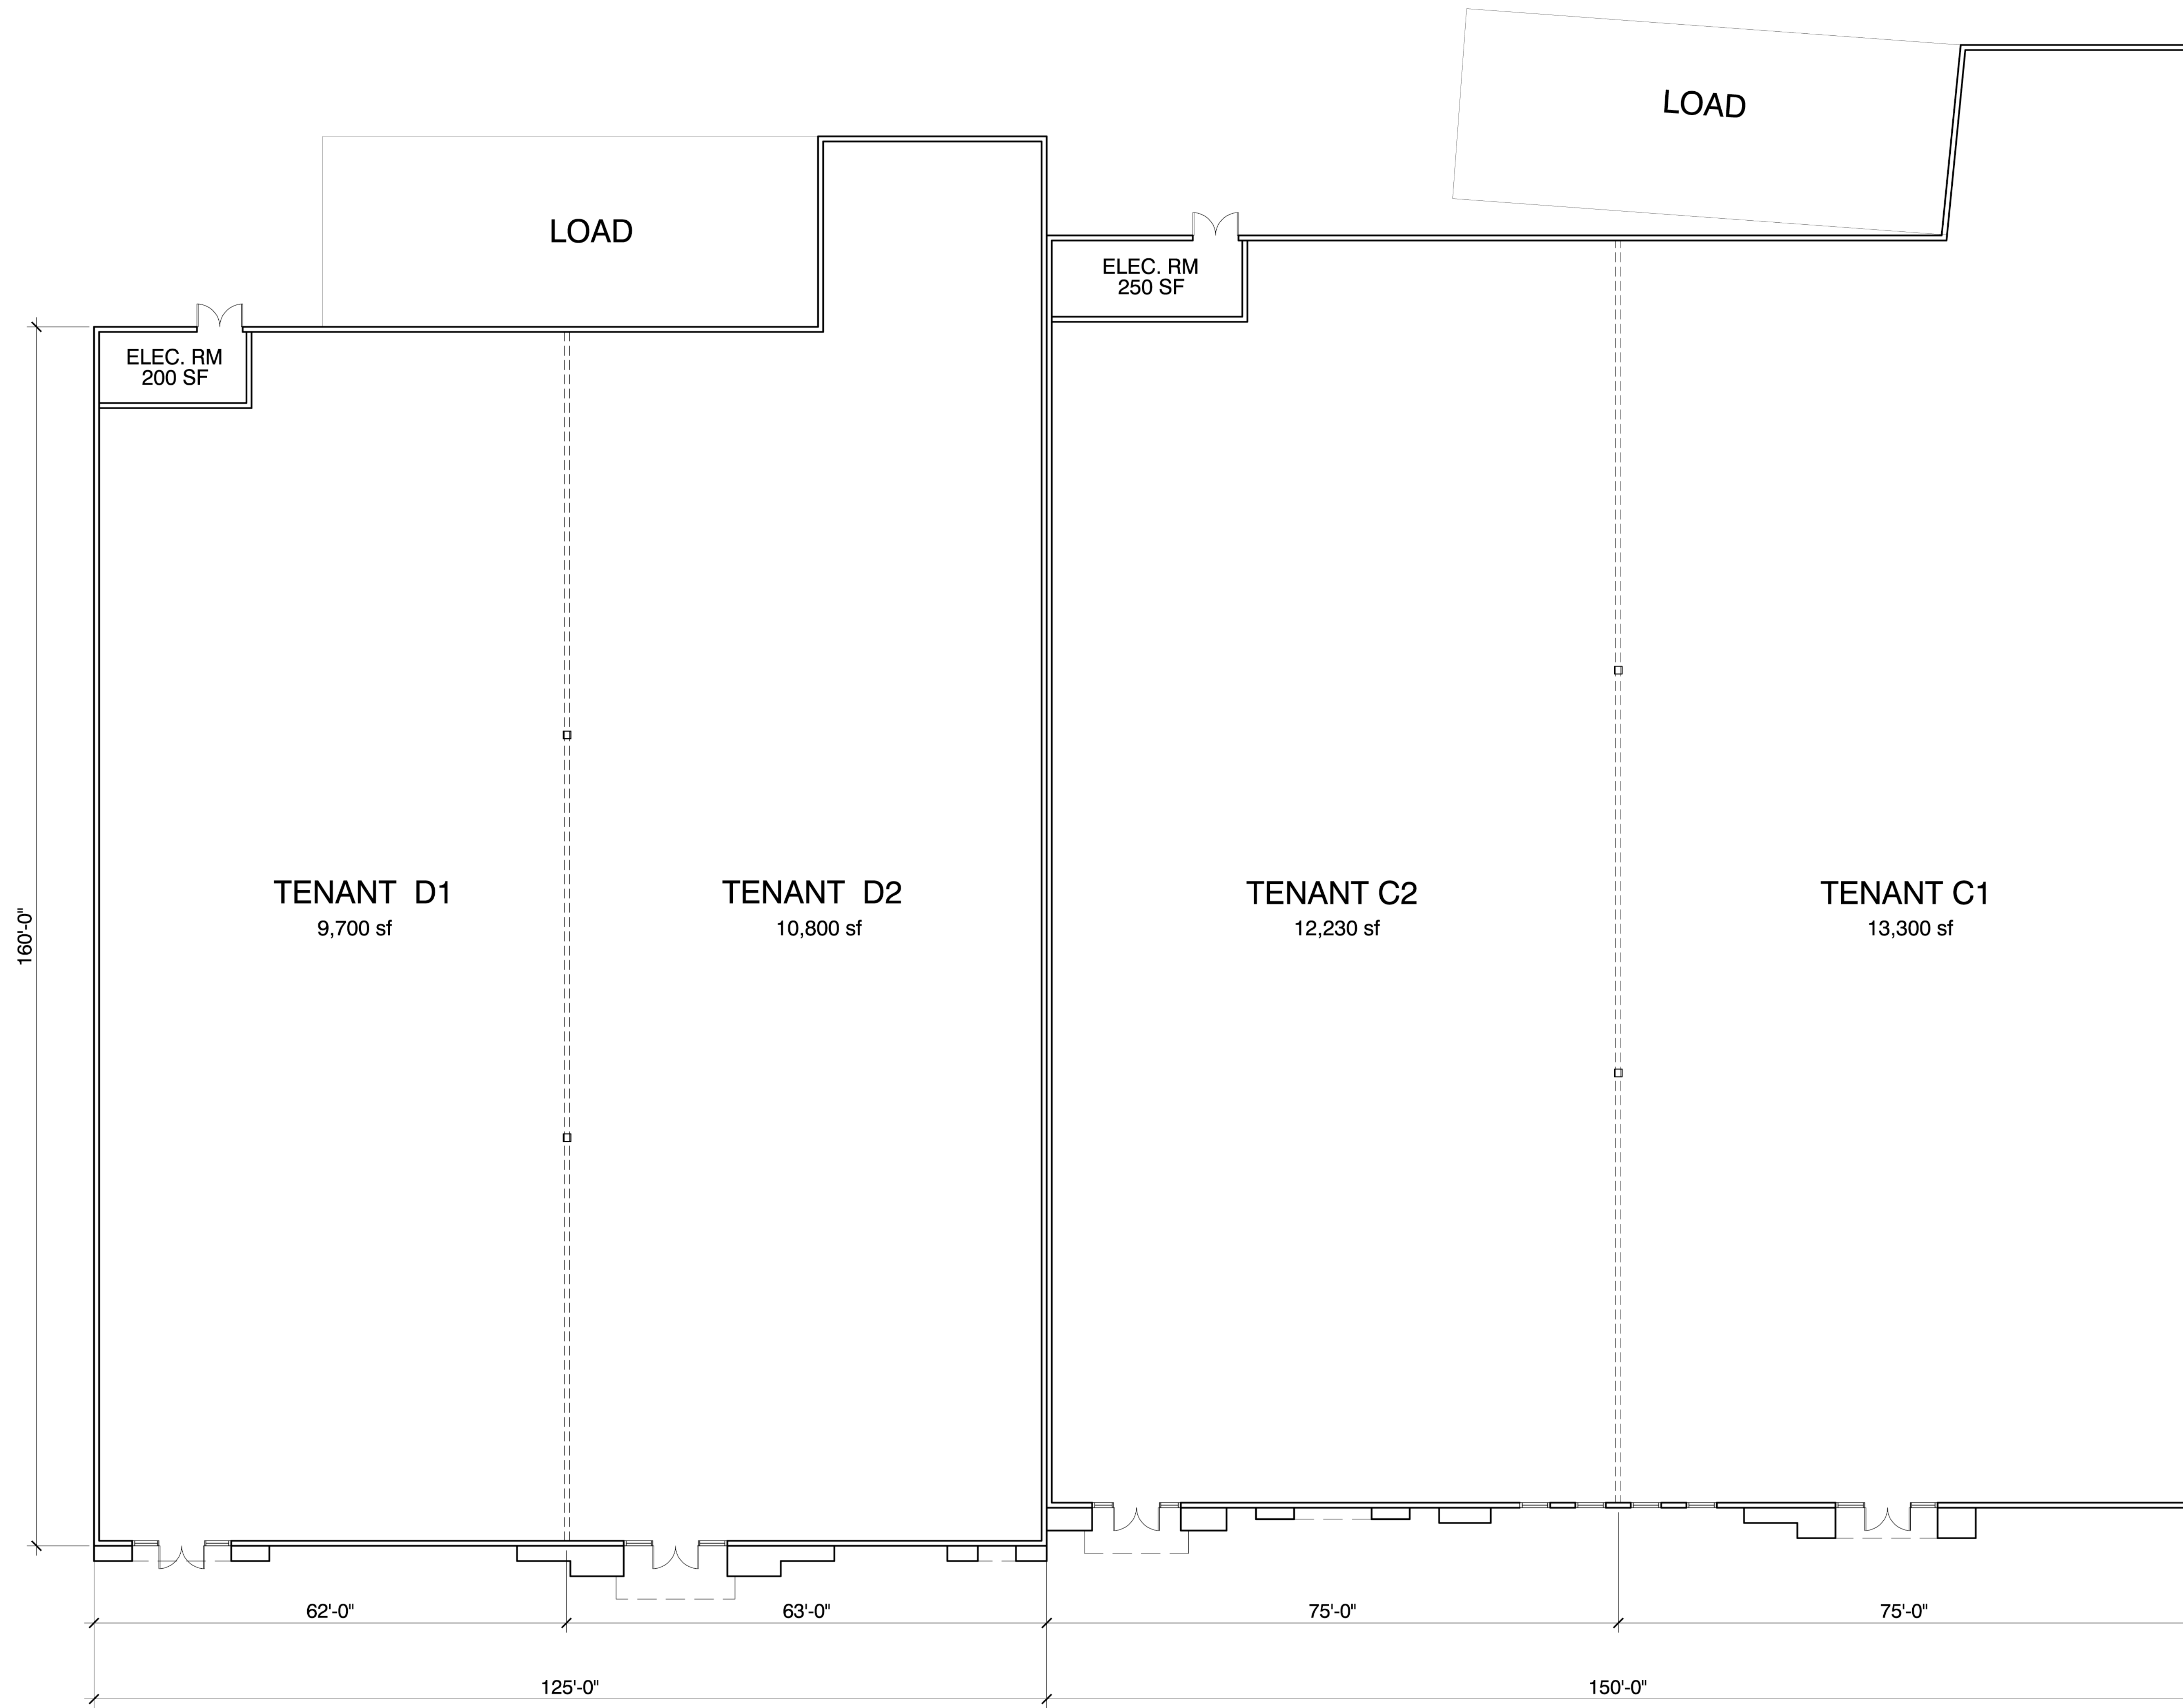 LOAD
LOAD
ELEC. RM
250 SF
ELEC. RM
200 SF
TENANT D1
9,700 sf
TENANT D2
10,800 sf
TENANT C2
12,230 sf
TENANT C1
13,300 sf
160'-0"
62'-0"
63'-0"
75'-0"
75'-0"
125'-0"
150'-0"